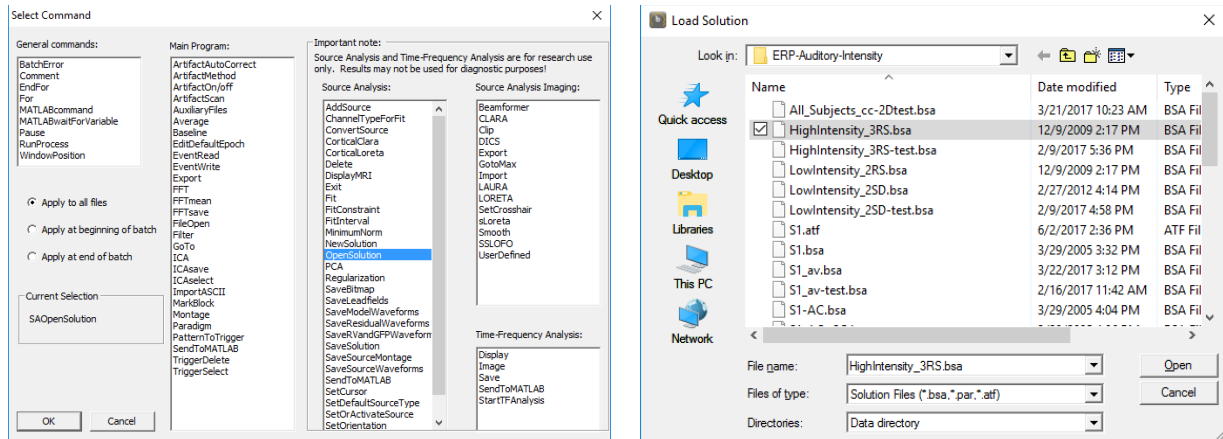 Select Command
General commands:
BatchError
Comment
EndFor
For
MATLABcommand
MATLABwaitForVariable
Pause
RunProcess
WindowPosition
Apply to all files
Apply at beginning of batch
Apply at end of batch
Current Selection
SAOpenSolution
OK
Cancel
Main Program:
ArtifactAutoCorrect
ArtifactMethod
ArtifactOn/off
ArtifactScan
AuxiliaryFiles
Average
Baseline
EditDefaultEpoch
EventRead
EventWrite
Export
FFT
FFTmean
FFTsave
FileOpen
Filter
GoTo
ICA
ICAsave
ICAselect
ImportASCII
MarkBlock
Montage
Paradigm
PatternToTrigger
SendToMATLAB
TriggerDelete
TriggerSelect
Important note:
Source Analysis and Time-Frequency Analysis are for research use
only. Results may not be used for diagnostic purposes!
Source Analysis:
AddSource
ChannelTypeForFit
ConvertSource
CorticalClara
CorticalLoreta
Delete
DisplayMRI
Exit
Fit
FitConstraint
FitInterval
MinimumNorm
NewSolution
OpenSolution
PCA
Regularization
SaveBitmap
SaveLeadfields
SaveModelWaveforms
SaveResidualWaveforms
SaveRVandGFPWaveform
SaveSolution
SaveSourceMontage
SaveSourceWaveforms
SendToMATLAB
SetCursor
SetDefaultSourceType
SetOrActivateSource
SetOrientation
Source Analysis Imaging:
Beamformer
CLARA
Clip
DICS
Export
GotoMax
Import
LAURA
LORETA
SetCrosshair
sLoreta
Smooth
SSLOFO
UserDefined
Time-Frequency Analysis:
Display
Image
Save
SendToMATLAB
StartTFAnalysis
Load Solution
Look in:
ERP-Auditory-Intensity
Quick access
Desktop
Libraries
This PC
Network
Name Date modified Type
All_Subjects_cc-2Dtest.bsa 3/21/2017 10:23 AM BSA Fil
HighIntensity_3RS.bsa 12/9/2009 2:17 PM BSA Fil
HighIntensity_3RS-test.bsa 2/9/2017 5:36 PM BSA Fil
LowIntensity_2RS.bsa 12/9/2009 2:17 PM BSA Fil
LowIntensity_2SD.bsa 2/27/2012 4:14 PM BSA Fil
LowIntensity_2SD-test.bsa 2/9/2017 4:58 PM BSA Fil
S1.atf 6/2/2017 2:36 PM ATF Fil
S1.bsa 3/29/2005 3:32 PM BSA Fil
S1_av.bsa 3/22/2017 3:12 PM BSA Fil
S1_av-test.bsa 2/16/2017 11:42 AM BSA Fil
S1-AC.bsa 3/29/2005 4:04 PM BSA Fil
File name: HighIntensity_3RS.bsa Open
Files of type: Solution Files (*.bsa,*.par,*.atf) Cancel
Directories: Data directory